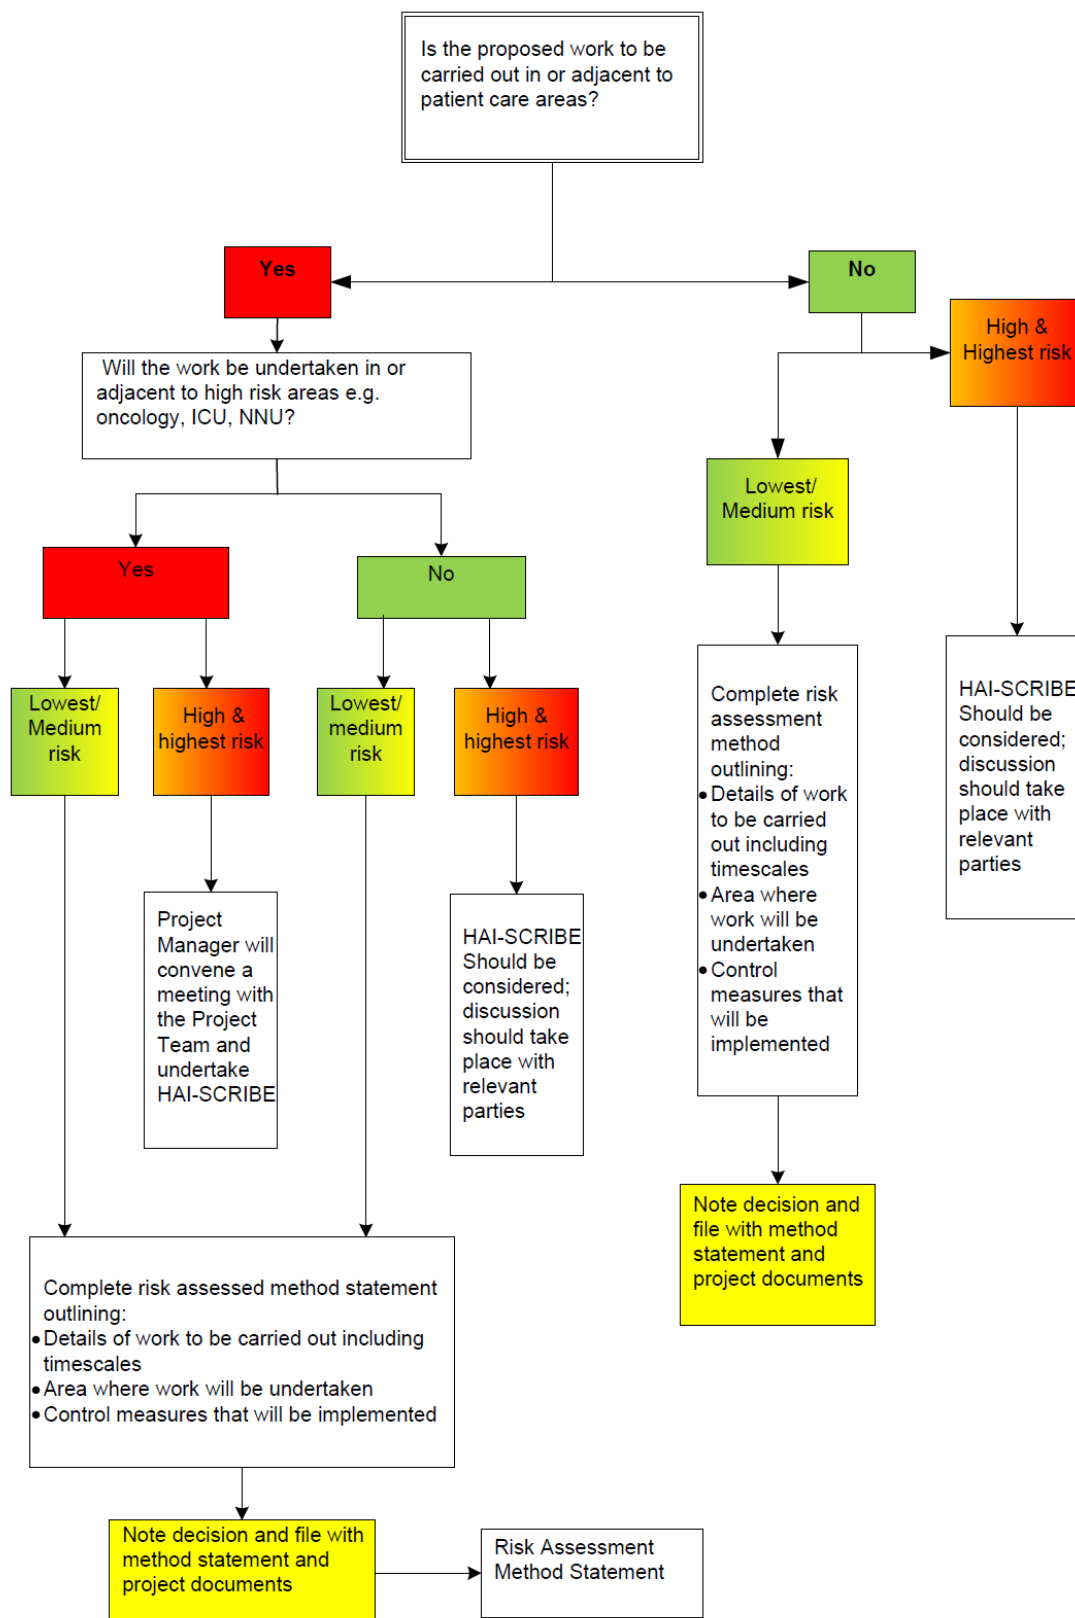 Is the proposed work to be
carried out in or adjacent to
patient care areas?
Yes
No
High &
Highest risk
Will the work be undertaken in or
adjacent to high risk areas e.g.
oncology, ICU, NNU?
Lowest/
Medium risk
Yes
No
Lowest/
Medium
risk
High &
highest risk
Lowest/
medium
risk
High &
highest risk
Complete risk
assessment
method
outlining:
• Details of work
to be carried
out including
timescales
• Area where
work will be
undertaken
• Control
measures that
will be
implemented
HAI-SCRIBE
Should be
considered;
discussion
should take
place with
relevant
parties
Project
Manager will
convene a
meeting with
the Project
Team and
undertake
HAI-SCRIBE
HAI-SCRIBE
Should be
considered;
discussion
should take
place with
relevant
parties
Note decision and
file with method
statement and
project documents
Complete risk assessed method statement
outlining:
• Details of work to be carried out including
timescales
• Area where work will be undertaken
• Control measures that will be implemented
Note decision and file with
method statement and
project documents
Risk Assessment
Method Statement